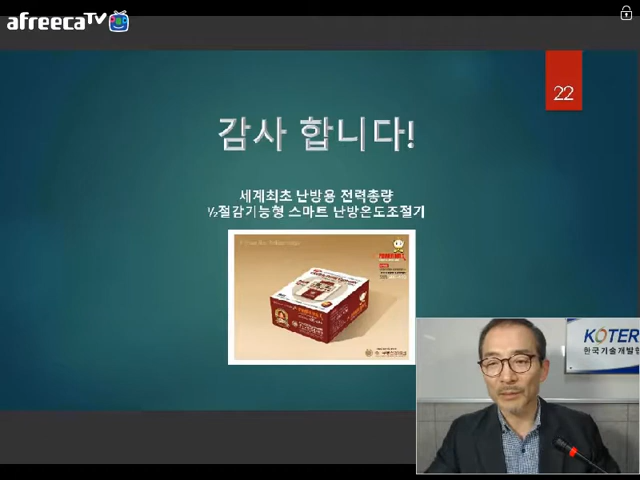 afreecaTV
22
감사 합니다!
세계최초 난방용 전력총량
½절감기능형 스마트 난방온도조절기
KOTER
한국기술개발협